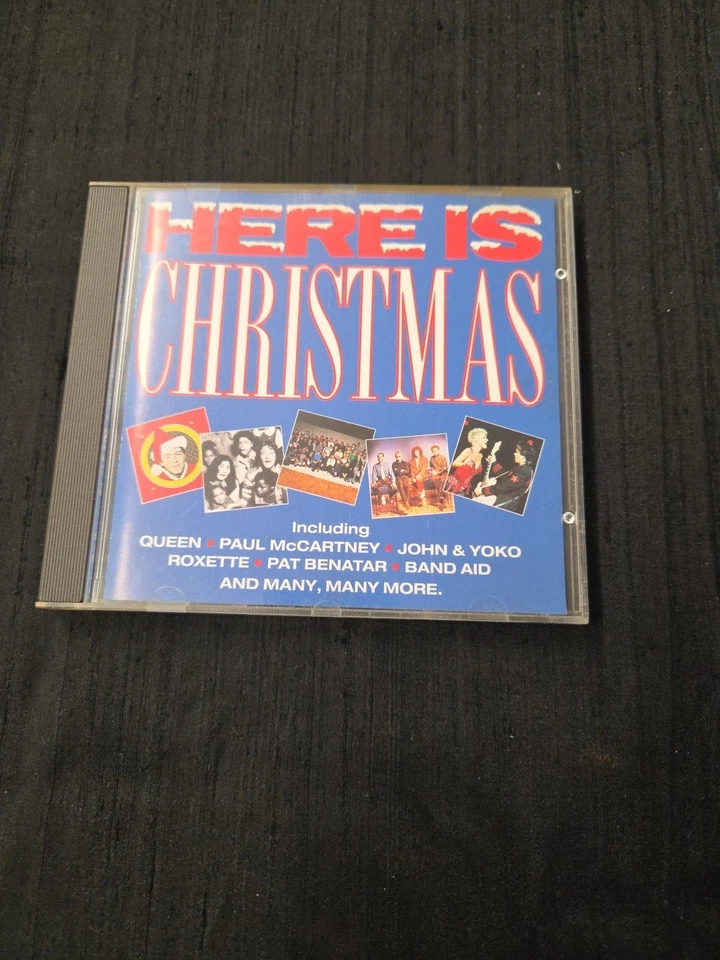 HERE IS
CHRISTMAS
Including
QUEEN • PAUL McCARTNEY • JOHN & YOKO
ROXETTE • PAT BENATAR • BAND AID
AND MANY, MANY MORE.